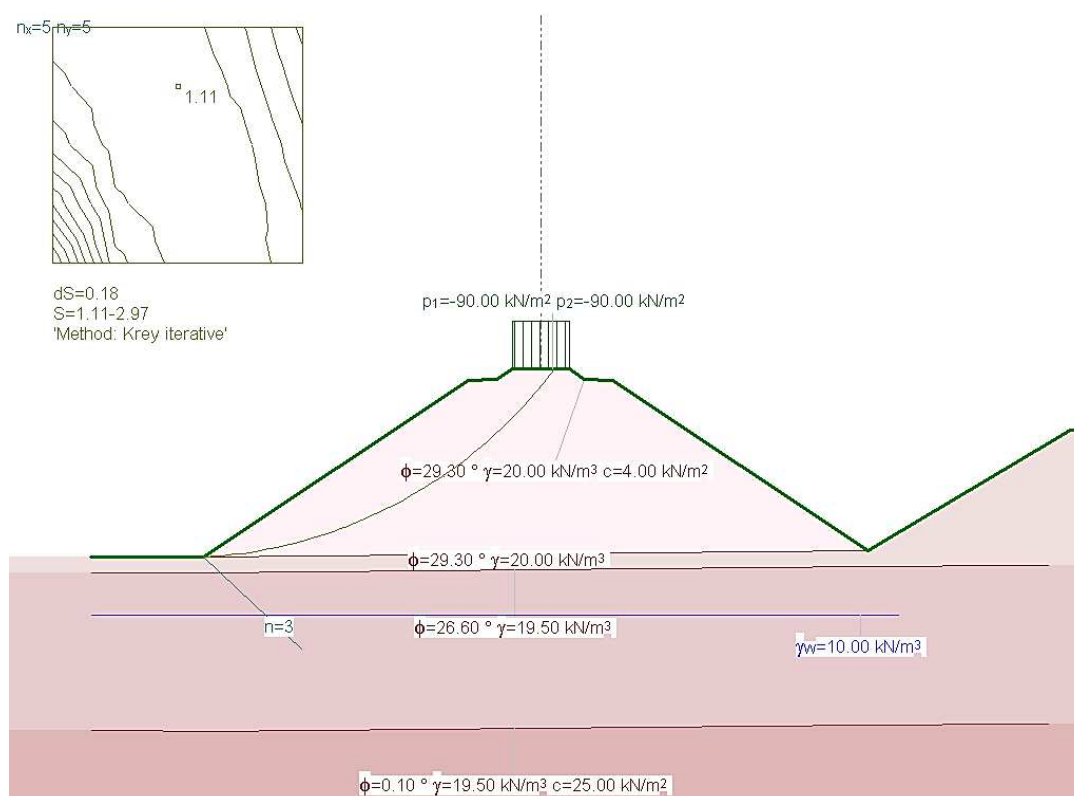 nx=5 ny=5
1.11
dS=0.18
S=1.11-2.97
'Method: Krey iterative'
p1=-90.00 kN/m² p2=-90.00 kN/m²
ϕ=29.30 ° γ=20.00 kN/m³ c=4.00 kN/m²
ϕ=29.30 ° γ=20.00 kN/m³
n=3
ϕ=26.60 ° γ=19.50 kN/m³
γw=10.00 kN/m³
ϕ=0.10 ° γ=19.50 kN/m³ c=25.00 kN/m²